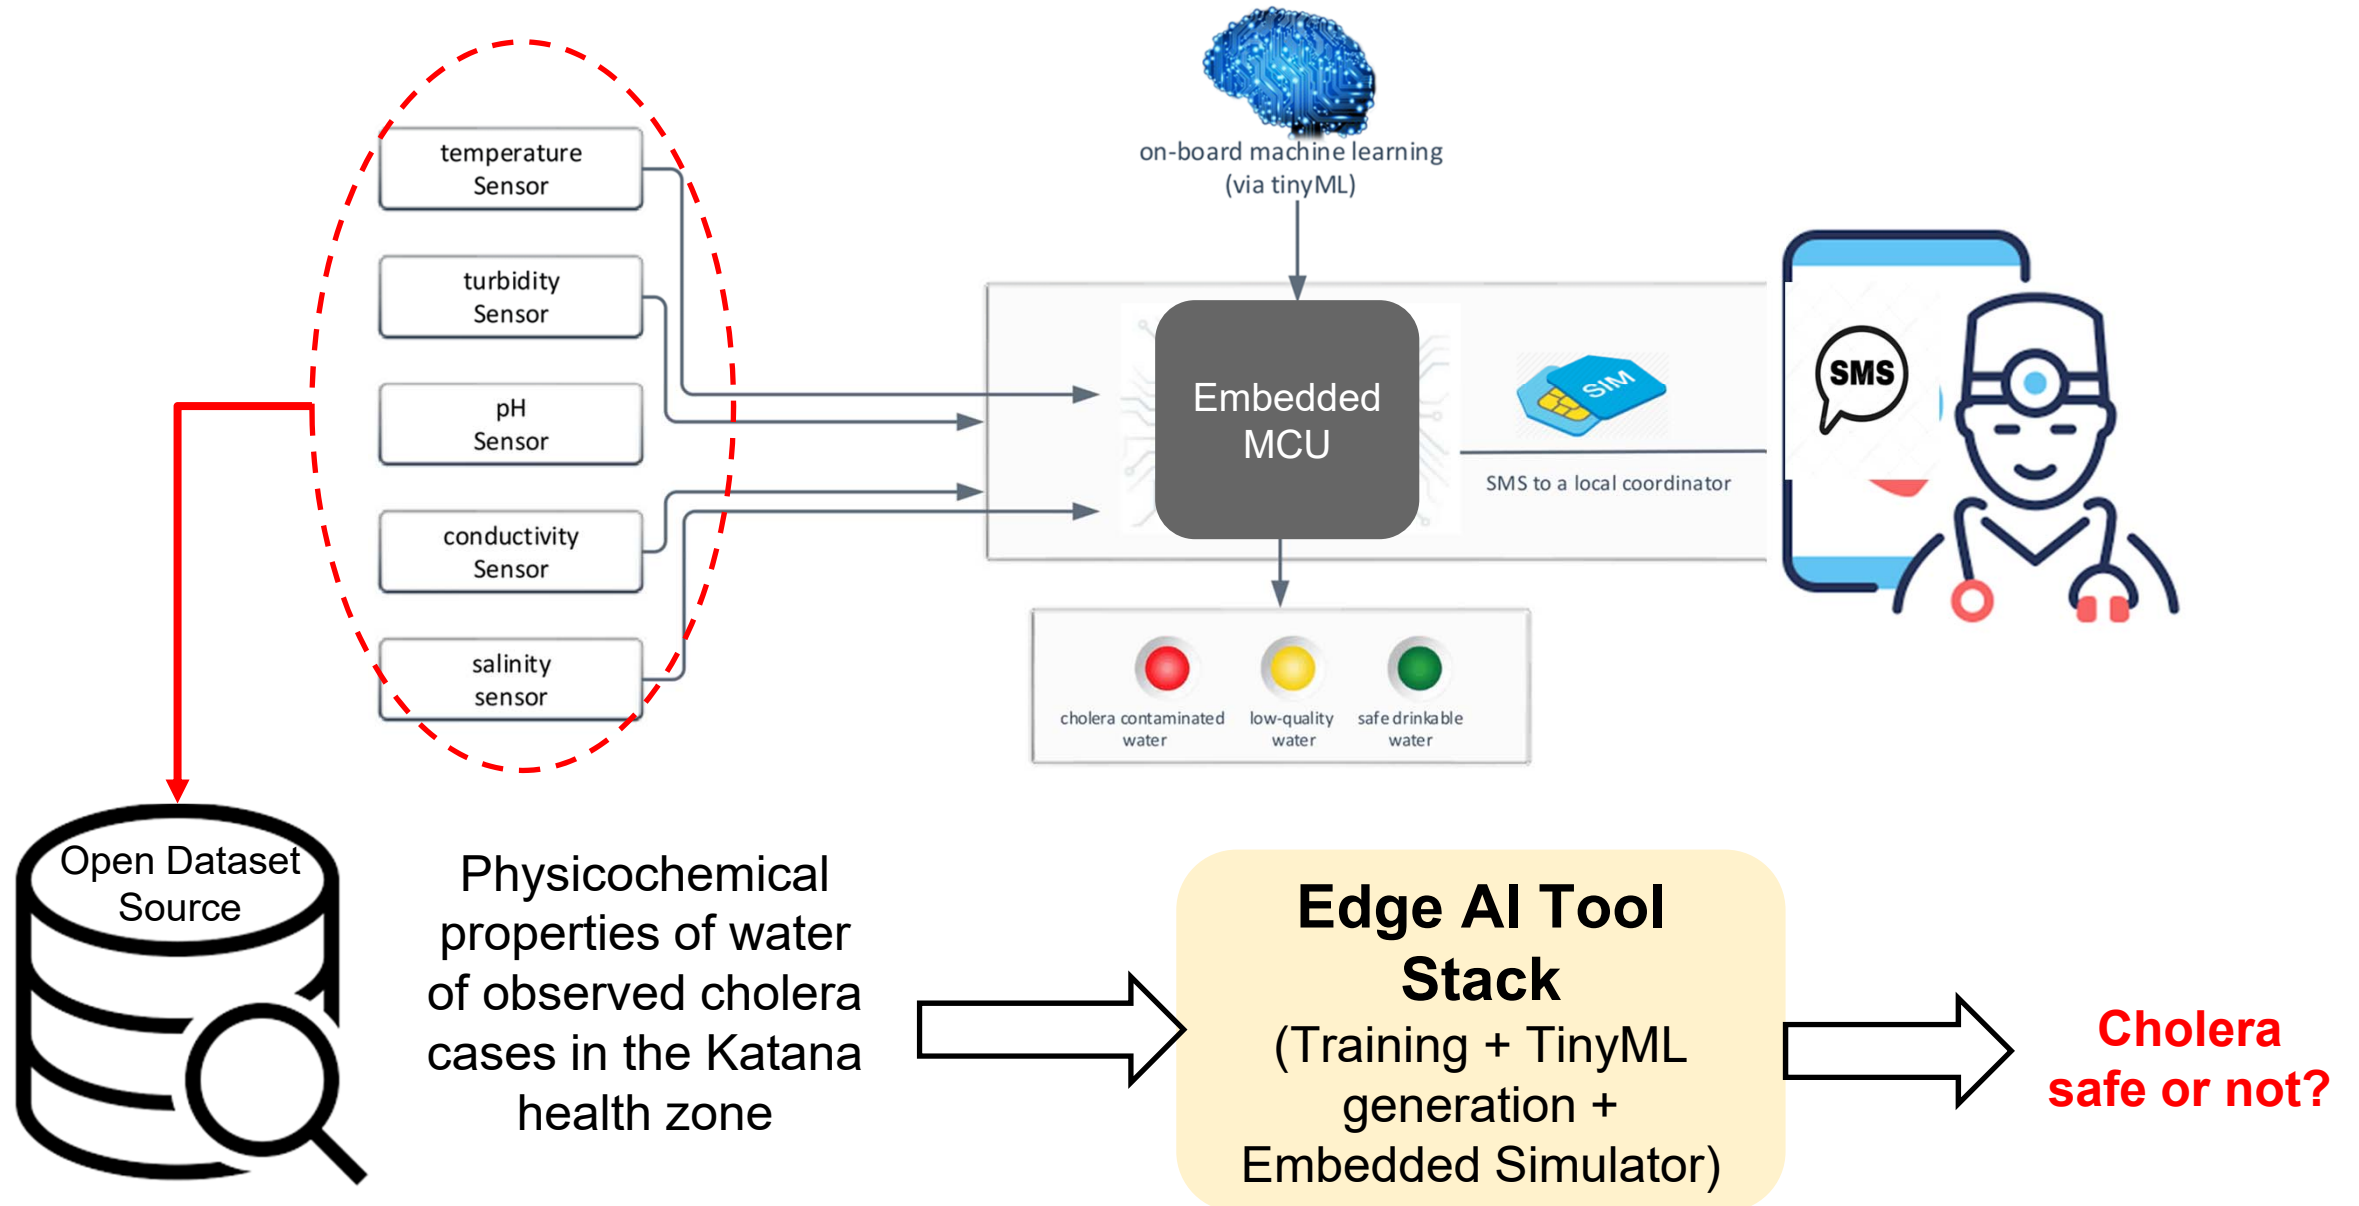 temperature
Sensor
turbidity
Sensor
pH
Sensor
conductivity
Sensor
salinity
sensor
on-board machine learning
(via tinyML)
Embedded
MCU
SIM
SMS to a local coordinator
SMS
cholera contaminated
water
low-quality
water
safe drinkable
water
Open Dataset
Source
Physicochemical
properties of water
of observed cholera
cases in the Katana
health zone
Edge AI Tool
Stack
(Training + TinyML
generation +
Embedded Simulator)
Cholera
safe or not?